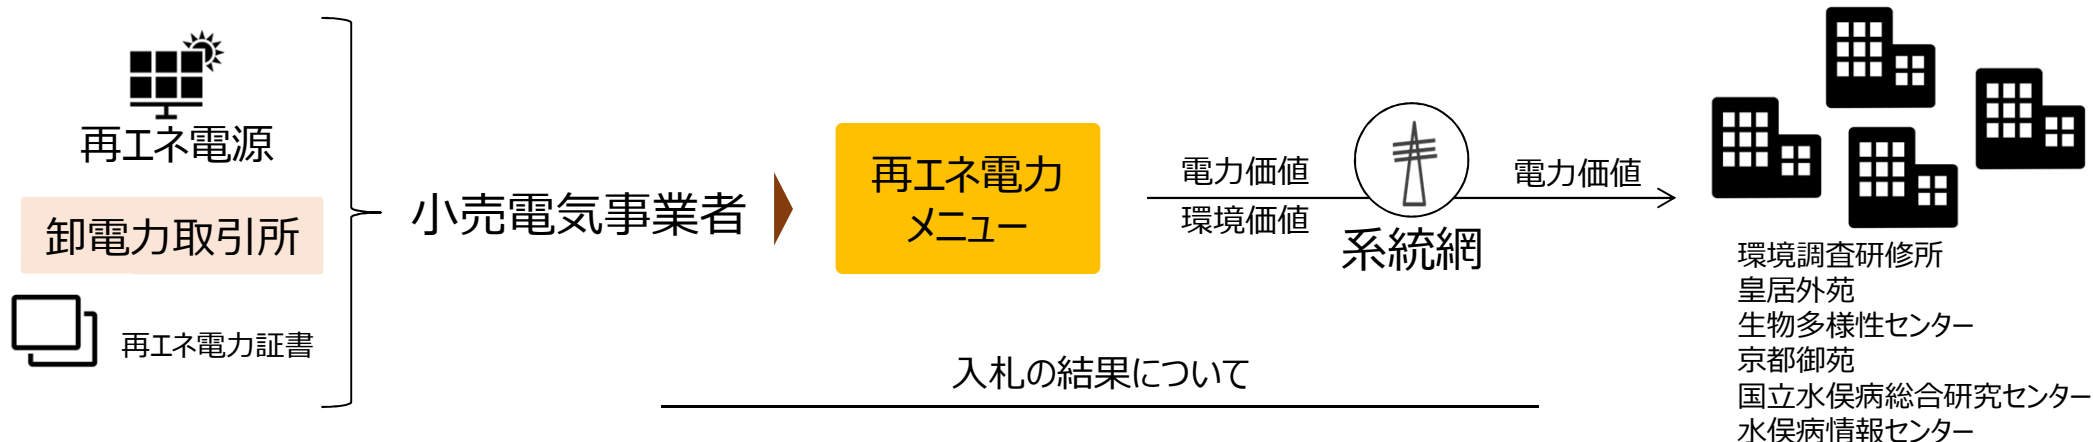 再エネ電源
卸電力取引所
再エネ電力証書
小売電気事業者
再エネ電力
メニュー
電力価値
環境価値
系統網
電力価値
環境調査研修所
皇居外苑
生物多様性センター
京都御苑
国立水俣病総合研究センター
水俣病情報センター
入札の結果について